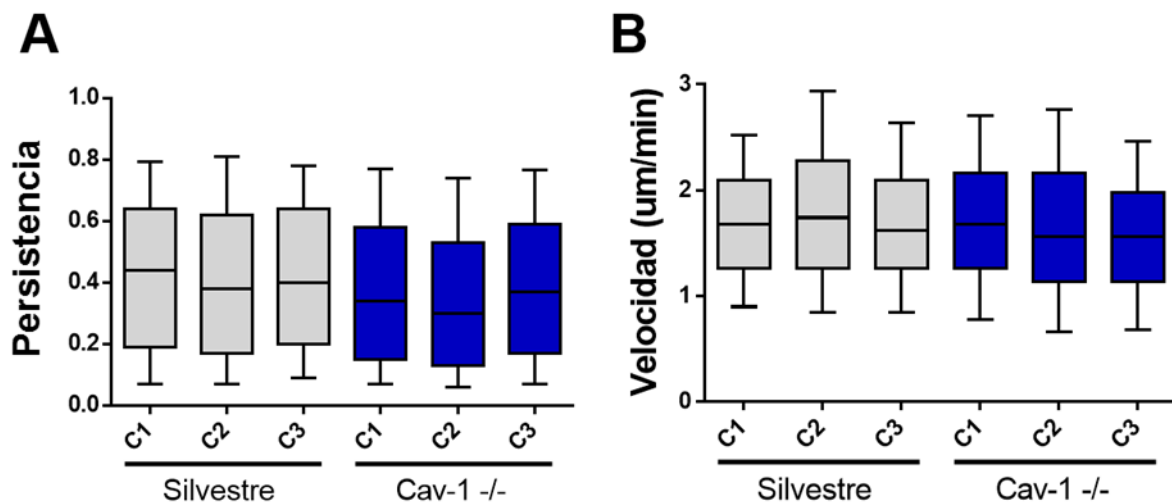 A
Persistencia
1.0
0.8
0.6
0.4
0.2
0.0
C1
C2
C3
C1
C2
C3
Silvestre
Cav-1 -/-
B
Velocidad (um/min)
3
2
1
0
C1
C2
C3
C1
C2
C3
Silvestre
Cav-1 -/-